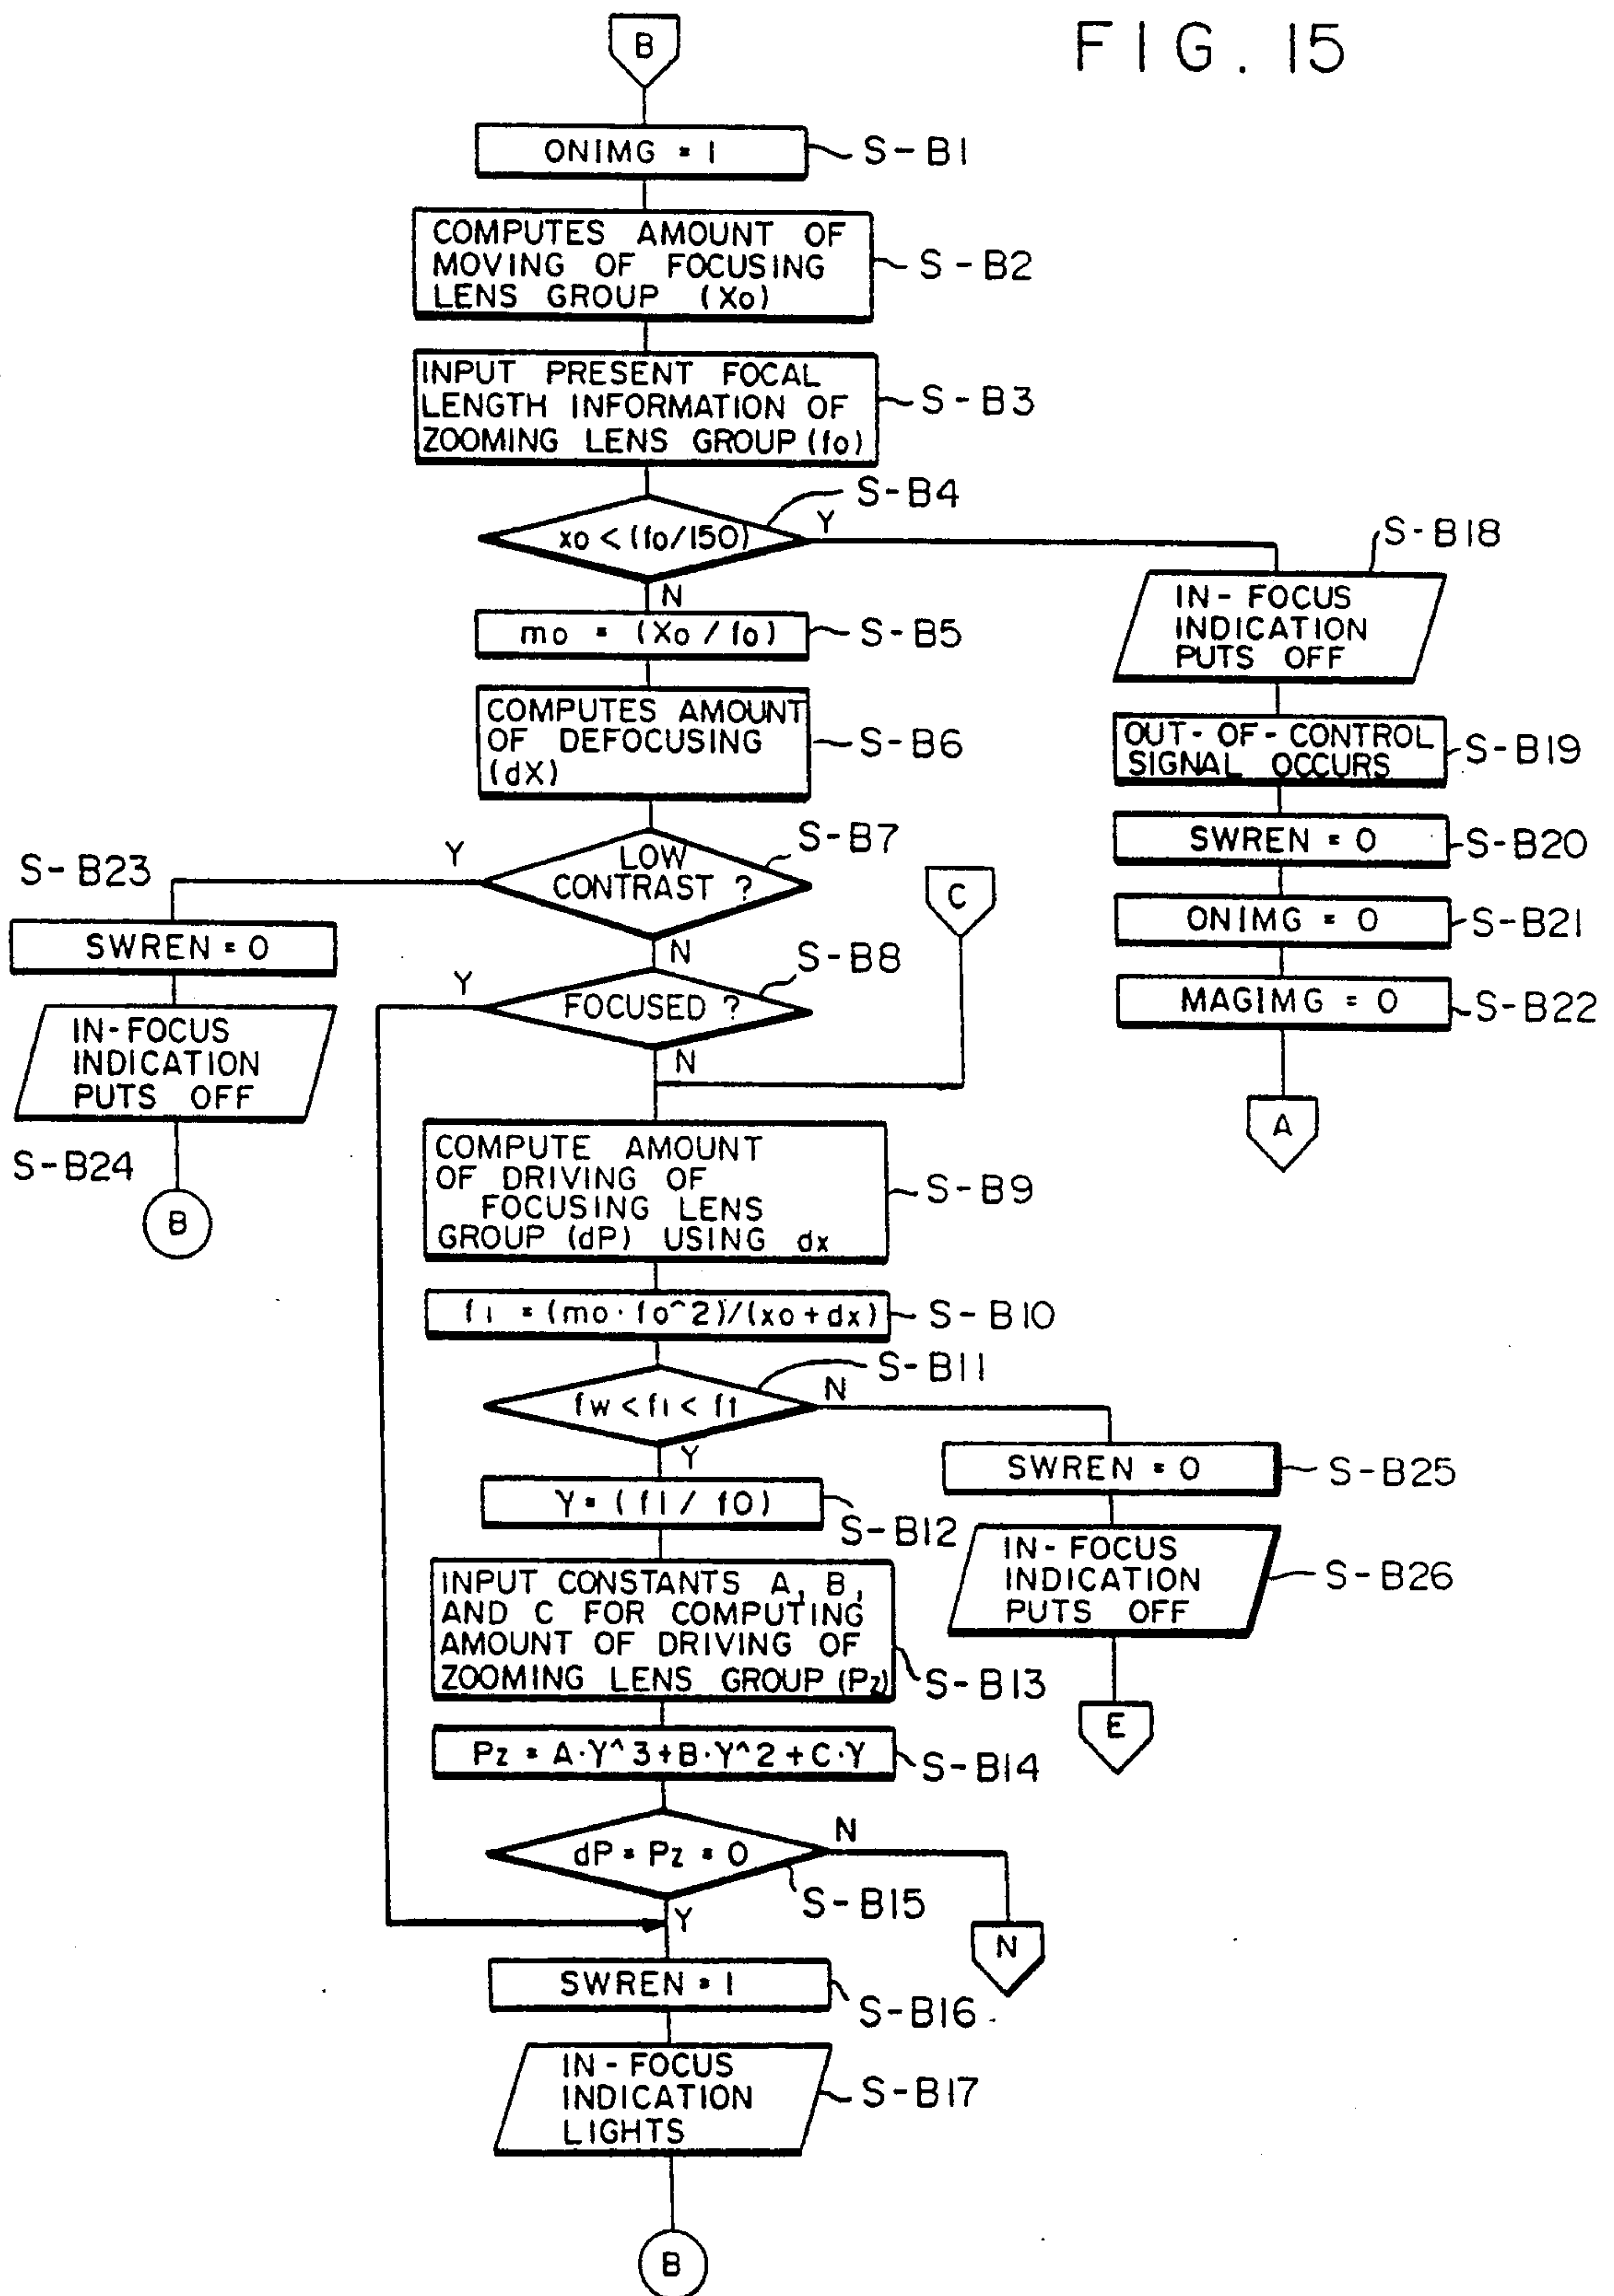 FIG. 15
B
ONIMG = 1
S-B1
COMPUTES AMOUNT OF
MOVING OF FOCUSING
LENS GROUP (Xo)
S-B2
INPUT PRESENT FOCAL
LENGTH INFORMATION OF
ZOOMING LENS GROUP (fo)
S-B3
S-B4
xo < (fo/150)
Y
N
mo = (Xo / fo)
S-B5
COMPUTES AMOUNT
OF DEFOCUSING
(dX)
S-B6
S-B7
LOW
CONTRAST ?
Y
N
S-B8
FOCUSED ?
Y
N
C
S-B18
IN-FOCUS
INDICATION
PUTS OFF
OUT-OF-CONTROL
SIGNAL OCCURS
S-B19
SWREN = 0
S-B20
ONIMG = 0
S-B21
MAGIMG = 0
S-B22
A
S-B23
SWREN = 0
IN-FOCUS
INDICATION
PUTS OFF
S-B24
B
COMPUTE AMOUNT
OF DRIVING OF
FOCUSING LENS
GROUP (dP) USING dx
S-B9
f1 = (mo·fo^2)/(xo+dx)
S-B10
S-B11
fw < f1 < ft
N
Y
γ = (f1 / f0)
S-B12
SWREN = 0
S-B25
IN-FOCUS
INDICATION
PUTS OFF
S-B26
E
INPUT CONSTANTS A, B,
AND C FOR COMPUTING
AMOUNT OF DRIVING OF
ZOOMING LENS GROUP (Pz)
S-B13
Pz = A·γ^3+B·γ^2+C·γ
S-B14
dP = Pz = 0
N
S-B15
Y
N
SWREN = 1
S-B16
IN-FOCUS
INDICATION
LIGHTS
S-B17
B